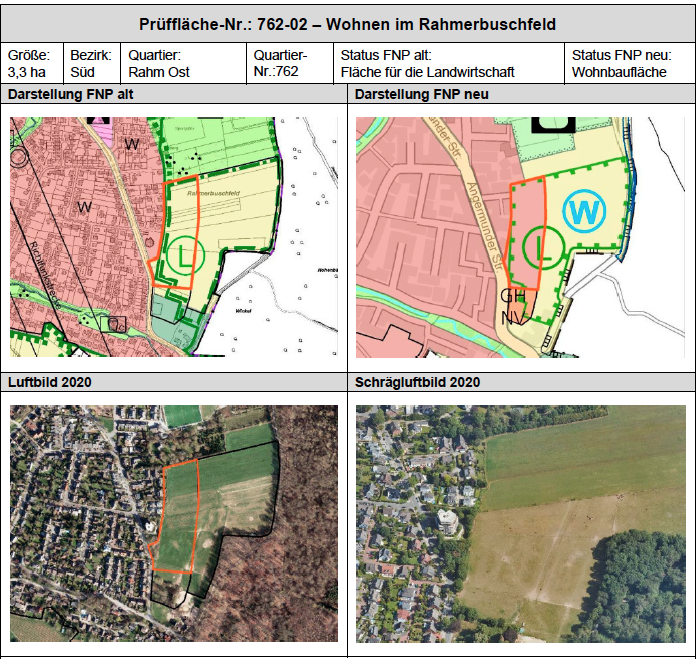 Prüffläche-Nr.: 762-02 – Wohnen im Rahmerbuschfeld
Größe:
3,3 ha
Bezirk:
Süd
Quartier:
Rahm Ost
Quartier-
Nr.:762
Status FNP alt:
Fläche für die Landwirtschaft
Status FNP neu:
Wohnbaufläche
Darstellung FNP alt
Darstellung FNP neu
W
W
Rahmerbuschfeld
L
Winkel
Angermunder Str.
W
L
GH
NV
Luftbild 2020
Schrägluftbild 2020